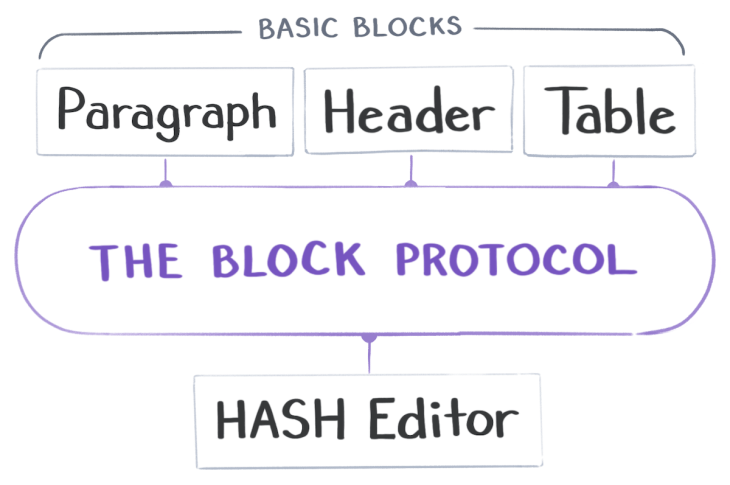 BASIC BLOCKS
Paragraph Header Table
THE BLOCK PROTOCOL
HASH Editor